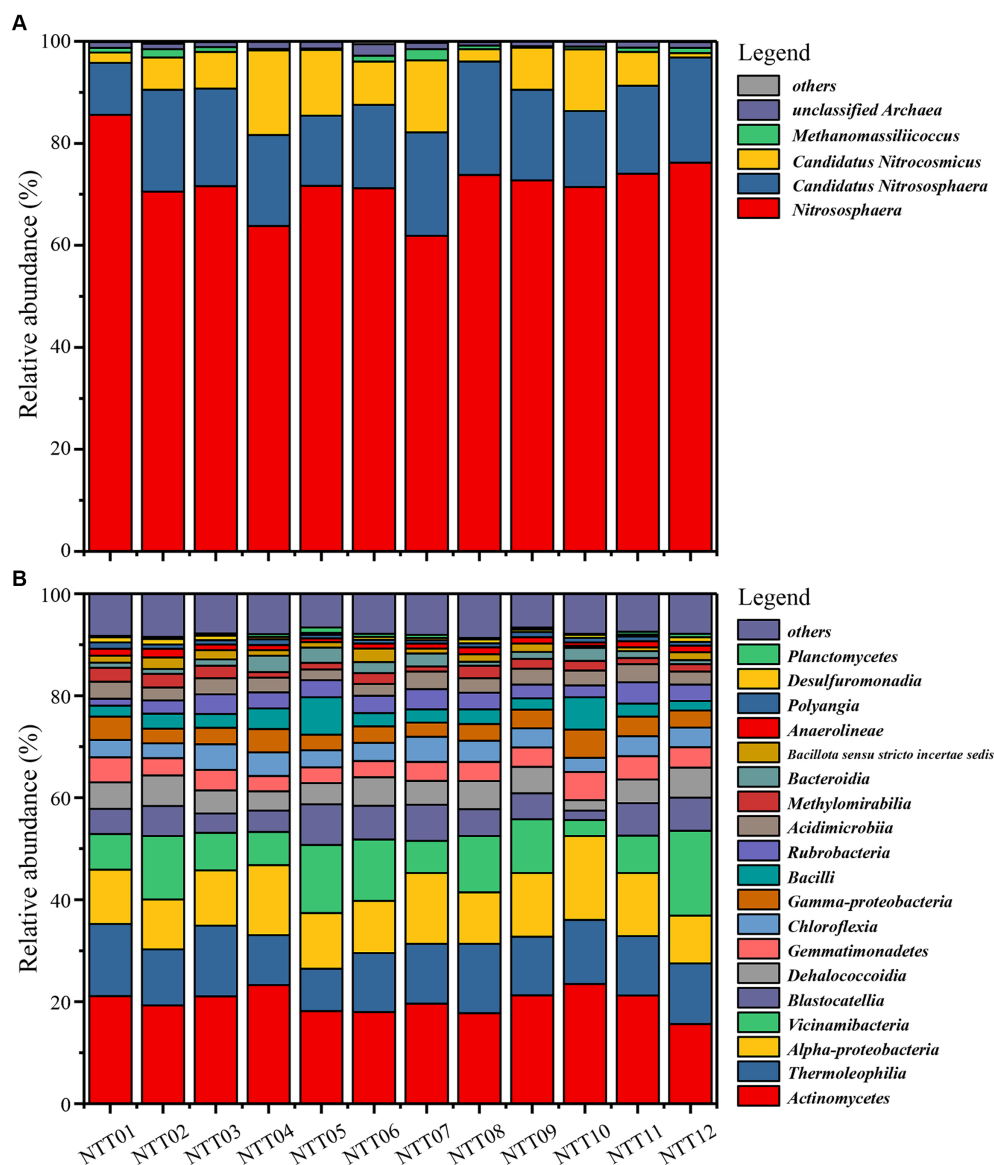 A
Relative abundance (%)
100
80
60
40
20
0
Legend
others
unclassified Archaea
Methanomassiliicoccus
Candidatus Nitrocosmicus
Candidatus Nitrososphaera
Nitrososphaera
B
Relative abundance (%)
100
80
60
40
20
0
NTT01
NTT02
NTT03
NTT04
NTT05
NTT06
NTT07
NTT08
NTT09
NTT10
NTT11
NTT12
Legend
others
Planctomycetes
Desulfuromonadia
Polyangia
Anaerolineae
Bacillota sensu stricto incertae sedis
Bacteroidia
Methylomirabilia
Acidimicrobiia
Rubrobacteria
Bacilli
Gamma-proteobacteria
Chloroflexia
Gemmatimonadetes
Dehalococcoidia
Blastocatellia
Vicinamibacteria
Alpha-proteobacteria
Thermoleophilia
Actinomycetes